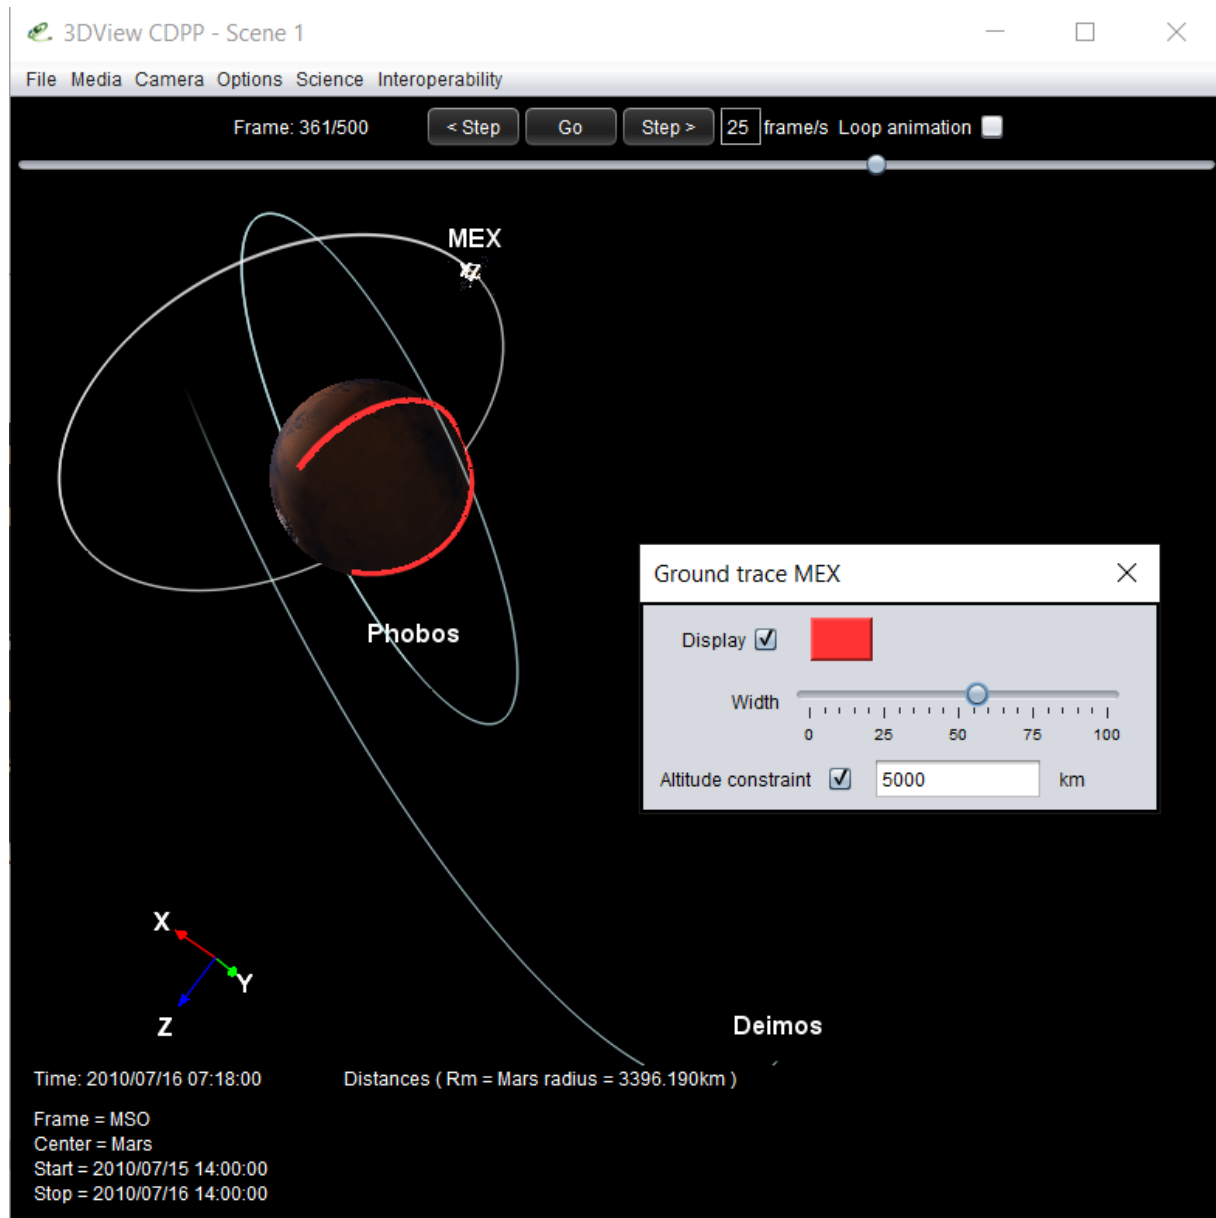 3DView CDPP - Scene 1
File Media Camera Options Science Interoperability
Frame: 361/500 < Step Go Step > 25 frame/s Loop animation
MEX
Ground trace MEX
Display
Phobos
Width
0 25 50 75 100
Altitude constraint 5000 km
X
Y
Z
Deimos
Time: 2010/07/16 07:18:00 Distances ( Rm = Mars radius = 3396.190km )
Frame = MSO
Center = Mars
Start = 2010/07/15 14:00:00
Stop = 2010/07/16 14:00:00